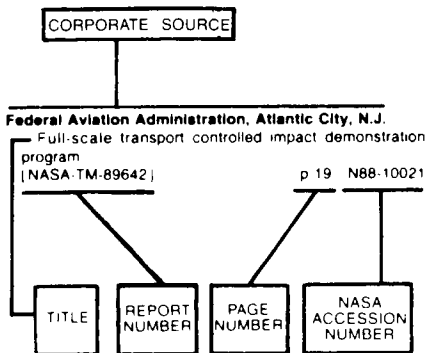 CORPORATE SOURCE
Federal Aviation Administration, Atlantic City, N.J.
Full-scale transport controlled impact demonstration
program
[NASA-TM-89642] p 19 N88-10021
TITLE
REPORT
NUMBER
PAGE
NUMBER
NASA
ACCESSION
NUMBER